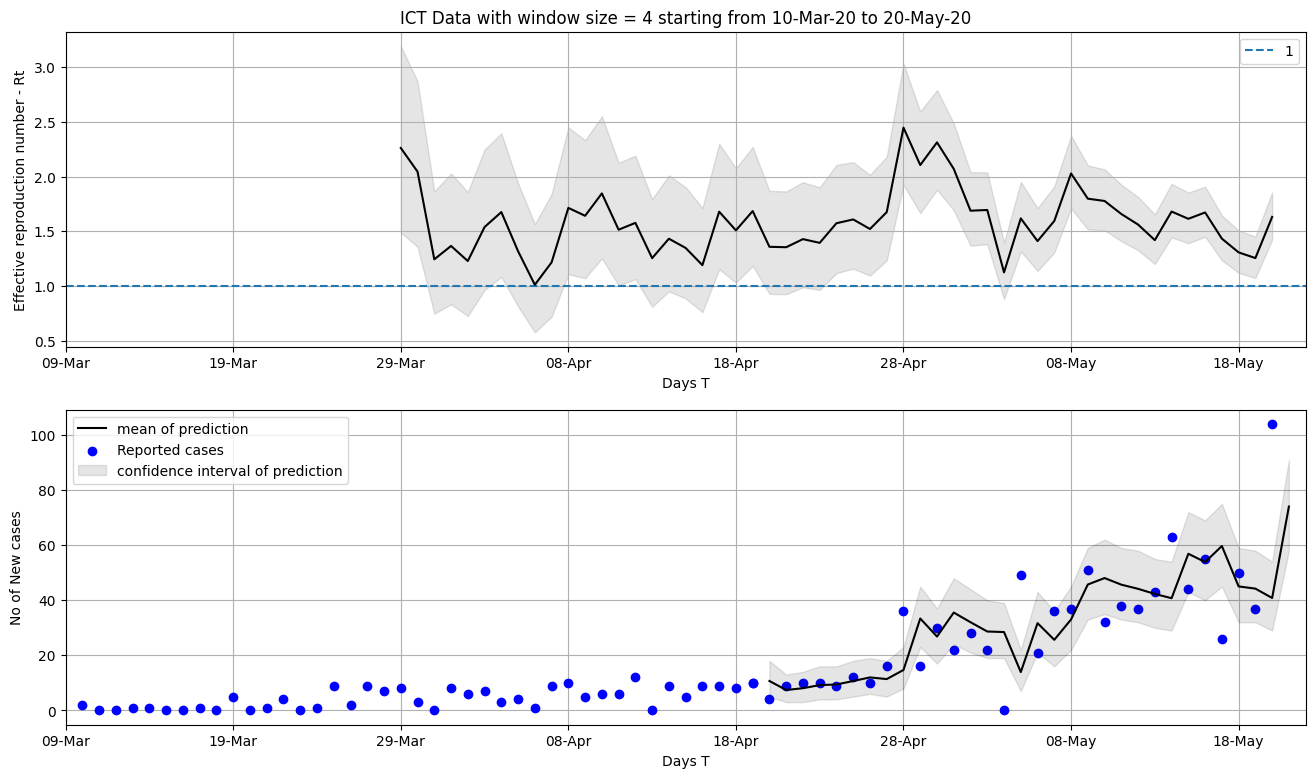 ICT Data with window size = 4 starting from 10-Mar-20 to 20-May-20
Effective reproduction number - Rt
3.0
2.5
2.0
1.5
1.0
0.5
1
09-Mar 19-Mar 29-Mar 08-Apr 18-Apr 28-Apr 08-May 18-May
Days T
No of New cases
100
80
60
40
20
0
mean of prediction
Reported cases
confidence interval of prediction
09-Mar 19-Mar 29-Mar 08-Apr 18-Apr 28-Apr 08-May 18-May
Days T